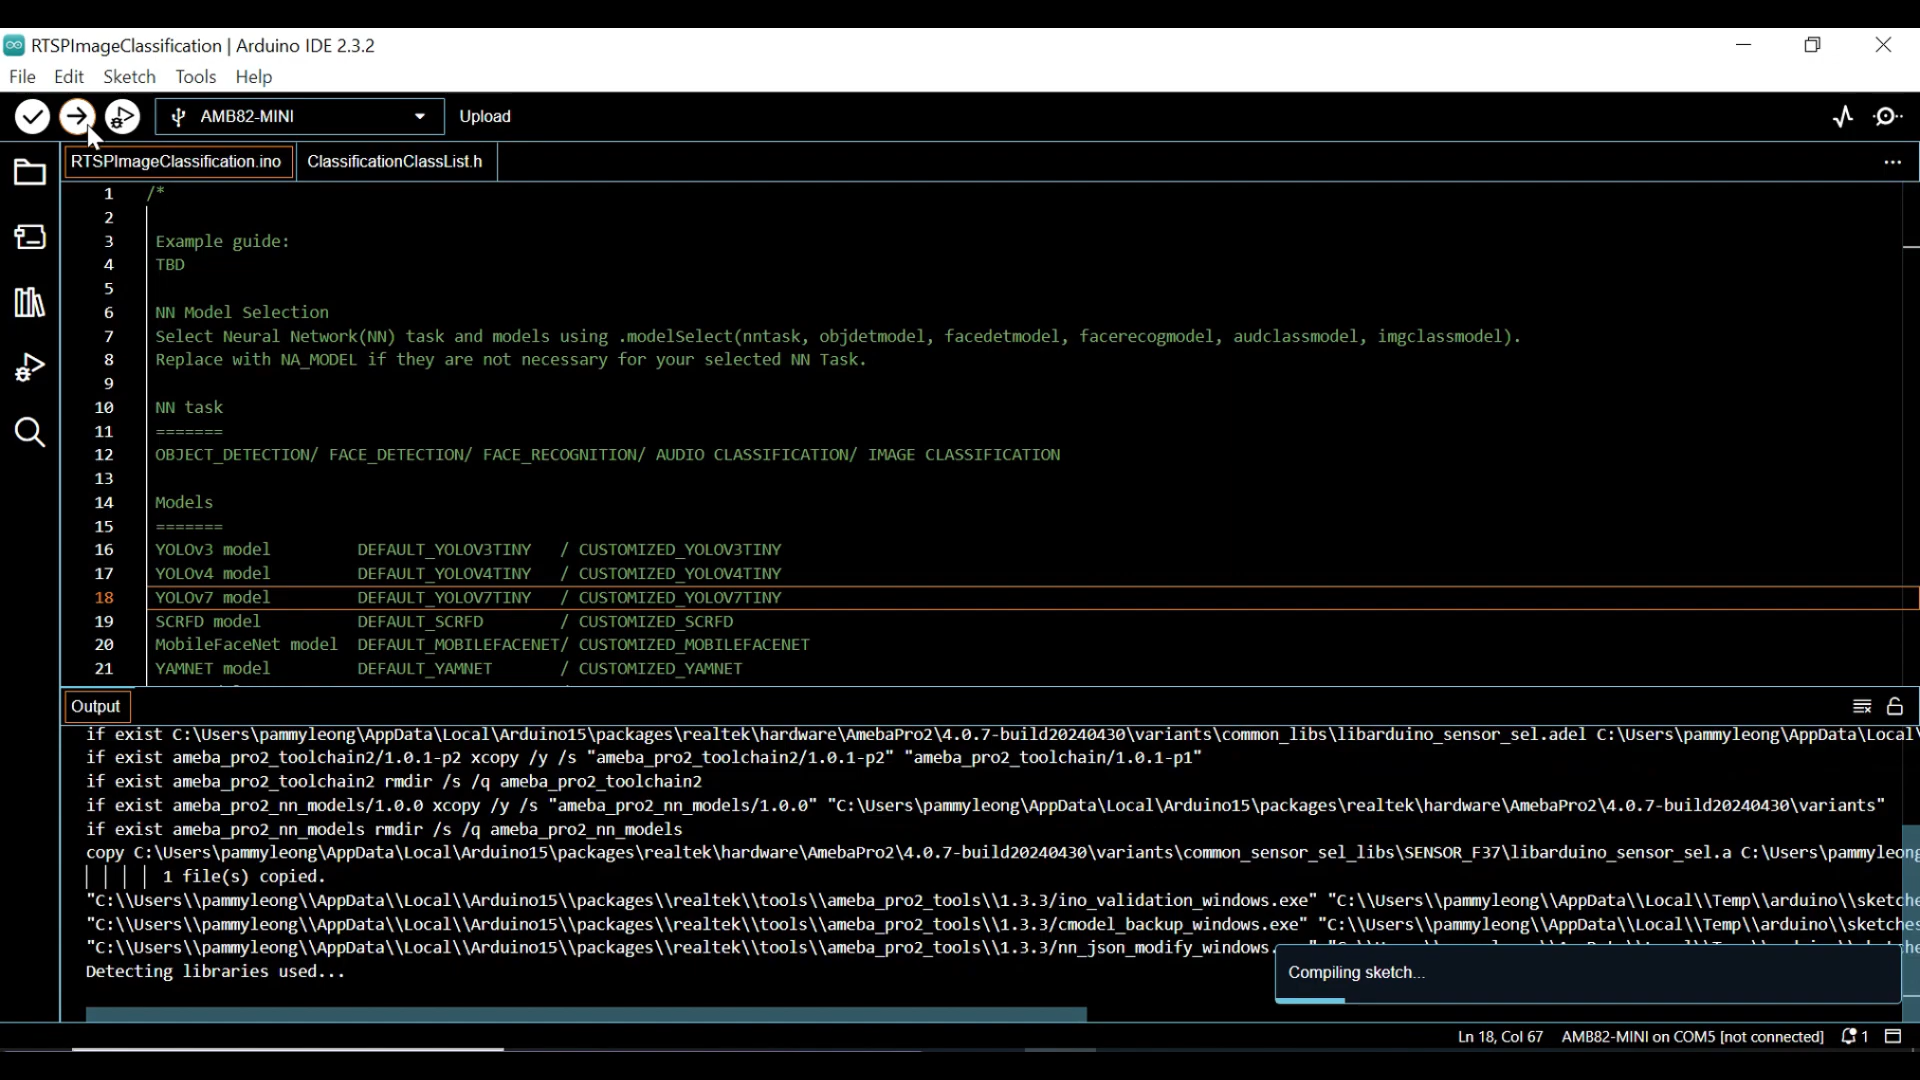 RTSPImageClassification | Arduino IDE 2.3.2
File Edit Sketch Tools Help
AMB82-MINI Upload
RTSPImageClassification.ino ClassificationClassList.h
1 /*
2
3 Example guide:
4 TBD
5
6 NN Model Selection
7 Select Neural Network(NN) task and models using .modelSelect(nntask, objdetmodel, facedetmodel, facerecogmodel, audclassmodel, imgclassmodel).
8 Replace with NA_MODEL if they are not necessary for your selected NN Task.
9
10 NN task
11 =======
12 OBJECT_DETECTION/ FACE_DETECTION/ FACE_RECOGNITION/ AUDIO CLASSIFICATION/ IMAGE CLASSIFICATION
13
14 Models
15 =======
16 YOLOv3 model DEFAULT_YOLOV3TINY / CUSTOMIZED_YOLOV3TINY
17 YOLOv4 model DEFAULT_YOLOV4TINY / CUSTOMIZED_YOLOV4TINY
18 YOLOv7 model DEFAULT_YOLOV7TINY / CUSTOMIZED_YOLOV7TINY
19 SCRFD model DEFAULT_SCRFD / CUSTOMIZED_SCRFD
20 MobileFaceNet model DEFAULT_MOBILEFACENET/ CUSTOMIZED_MOBILEFACENET
21 YAMNET model DEFAULT_YAMNET / CUSTOMIZED_YAMNET
Output
if exist C:\Users\pammyleong\AppData\Local\Arduino15\packages\realtek\hardware\AmebaPro2\4.0.7-build20240430\variants\common_libs\libarduino_sensor_sel.adel C:\Users\pammyleong\AppData\Local\
if exist ameba_pro2_toolchain2/1.0.1-p2 xcopy /y /s "ameba_pro2_toolchain2/1.0.1-p2" "ameba_pro2_toolchain/1.0.1-p1"
if exist ameba_pro2_toolchain2 rmdir /s /q ameba_pro2_toolchain2
if exist ameba_pro2_nn_models/1.0.0 xcopy /y /s "ameba_pro2_nn_models/1.0.0" "C:\Users\pammyleong\AppData\Local\Arduino15\packages\realtek\hardware\AmebaPro2\4.0.7-build20240430\variants"
if exist ameba_pro2_nn_models rmdir /s /q ameba_pro2_nn_models
copy C:\Users\pammyleong\AppData\Local\Arduino15\packages\realtek\hardware\AmebaPro2\4.0.7-build20240430\variants\common_sensor_sel_libs\SENSOR_F37\libarduino_sensor_sel.a C:\Users\pammyleong
1 file(s) copied.
"C:\\Users\\pammyleong\\AppData\\Local\\Arduino15\\packages\\realtek\\tools\\ameba_pro2_tools\\1.3.3/ino_validation_windows.exe" "C:\\Users\\pammyleong\\AppData\\Local\\Temp\\arduino\\sketche
"C:\\Users\\pammyleong\\AppData\\Local\\Arduino15\\packages\\realtek\\tools\\ameba_pro2_tools\\1.3.3/cmodel_backup_windows.exe" "C:\\Users\\pammyleong\\AppData\\Local\\Temp\\arduino\\sketches
"C:\\Users\\pammyleong\\AppData\\Local\\Arduino15\\packages\\realtek\\tools\\ameba_pro2_tools\\1.3.3/nn_json_modify_windows.
Detecting libraries used...
Compiling sketch...
Ln 18, Col 67 AMB82-MINI on COM5 [not connected] 1